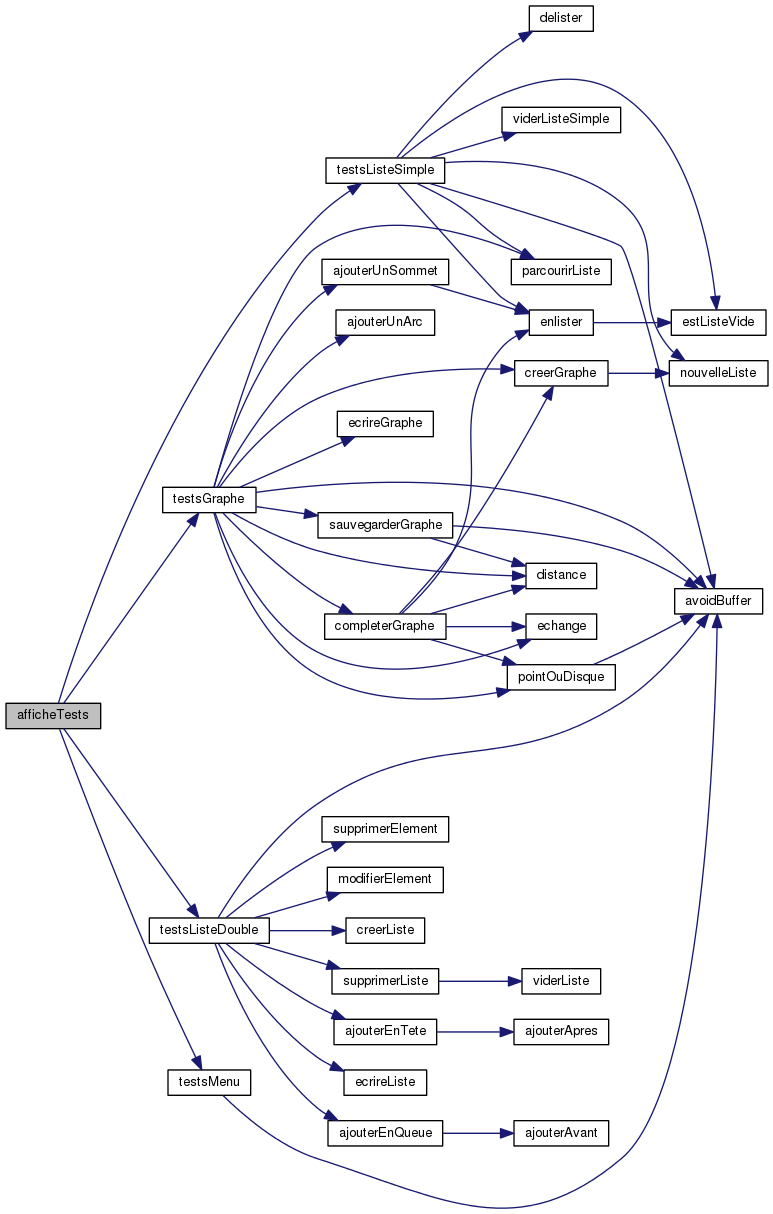 delister
viderListeSimple
testsListeSimple
ajouterUnSommet
parcourirListe
ajouterUnArc
enlister
estListeVide
creerGraphe
nouvelleListe
ecrireGraphe
testsGraphe
sauvegarderGraphe
distance
avoidBuffer
completerGraphe
echange
pointOuDisque
afficheTests
supprimerElement
modifierElement
testsListeDouble
creerListe
supprimerListe
viderListe
ajouterEnTete
ajouterApres
testsMenu
ecrireListe
ajouterEnQueue
ajouterAvant